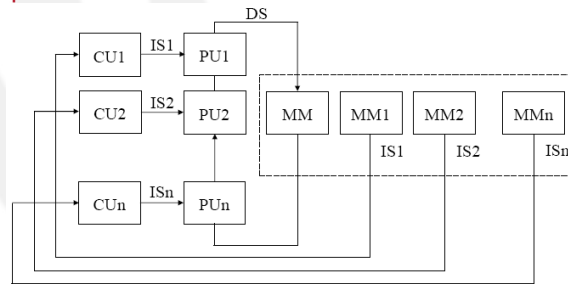 DS
CU1 IS1 PU1
CU2 IS2 PU2 MM MM1 MM2 MMn
IS1 IS2 ISn
CUn ISn PUn